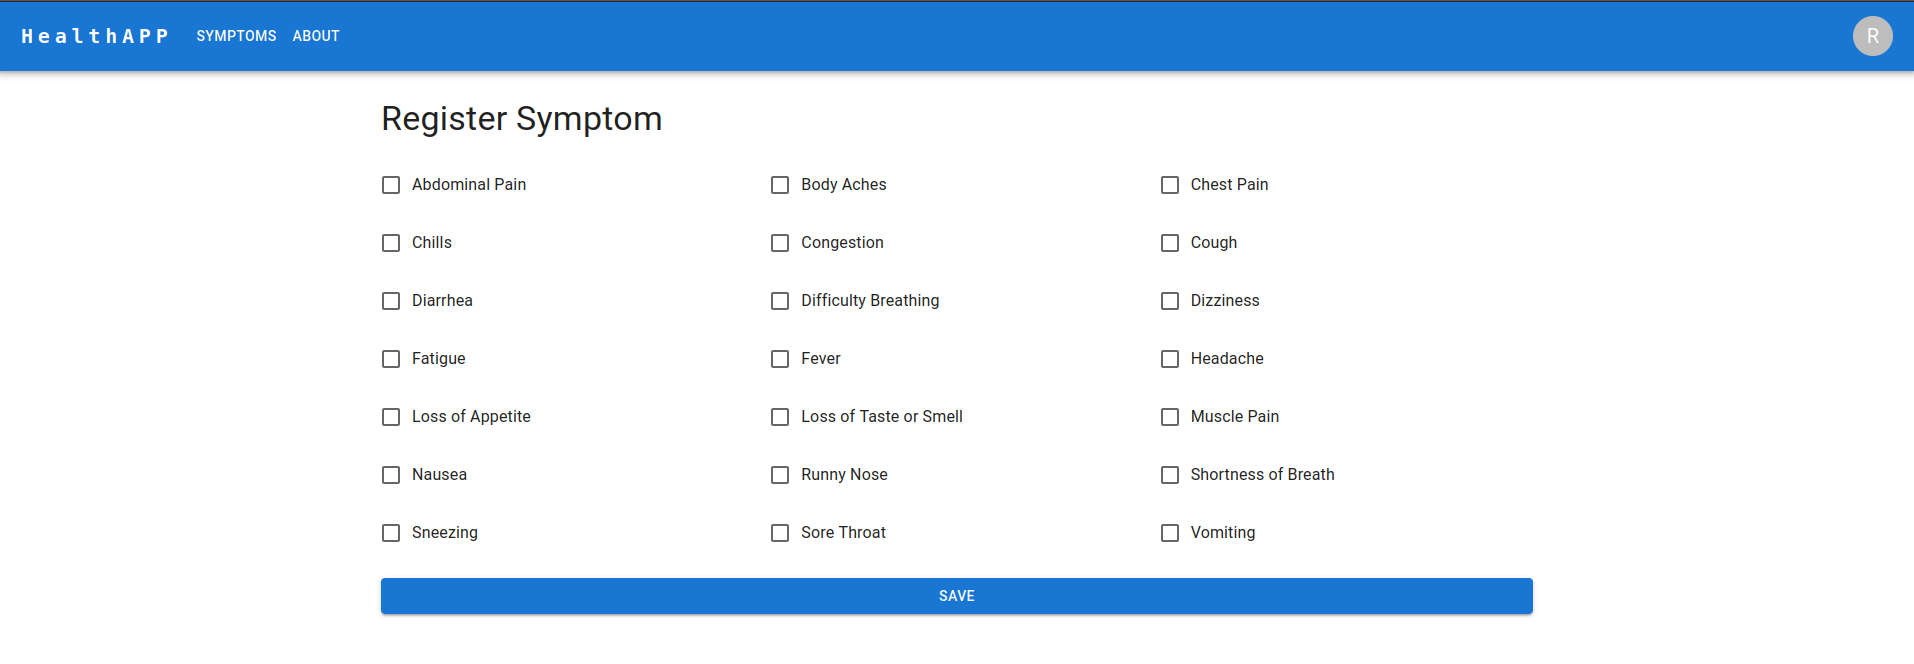 HealthAPP SYMPTOMS ABOUT R
Register Symptom
Abdominal Pain Body Aches Chest Pain
Chills Congestion Cough
Diarrhea Difficulty Breathing Dizziness
Fatigue Fever Headache
Loss of Appetite Loss of Taste or Smell Muscle Pain
Nausea Runny Nose Shortness of Breath
Sneezing Sore Throat Vomiting
SAVE